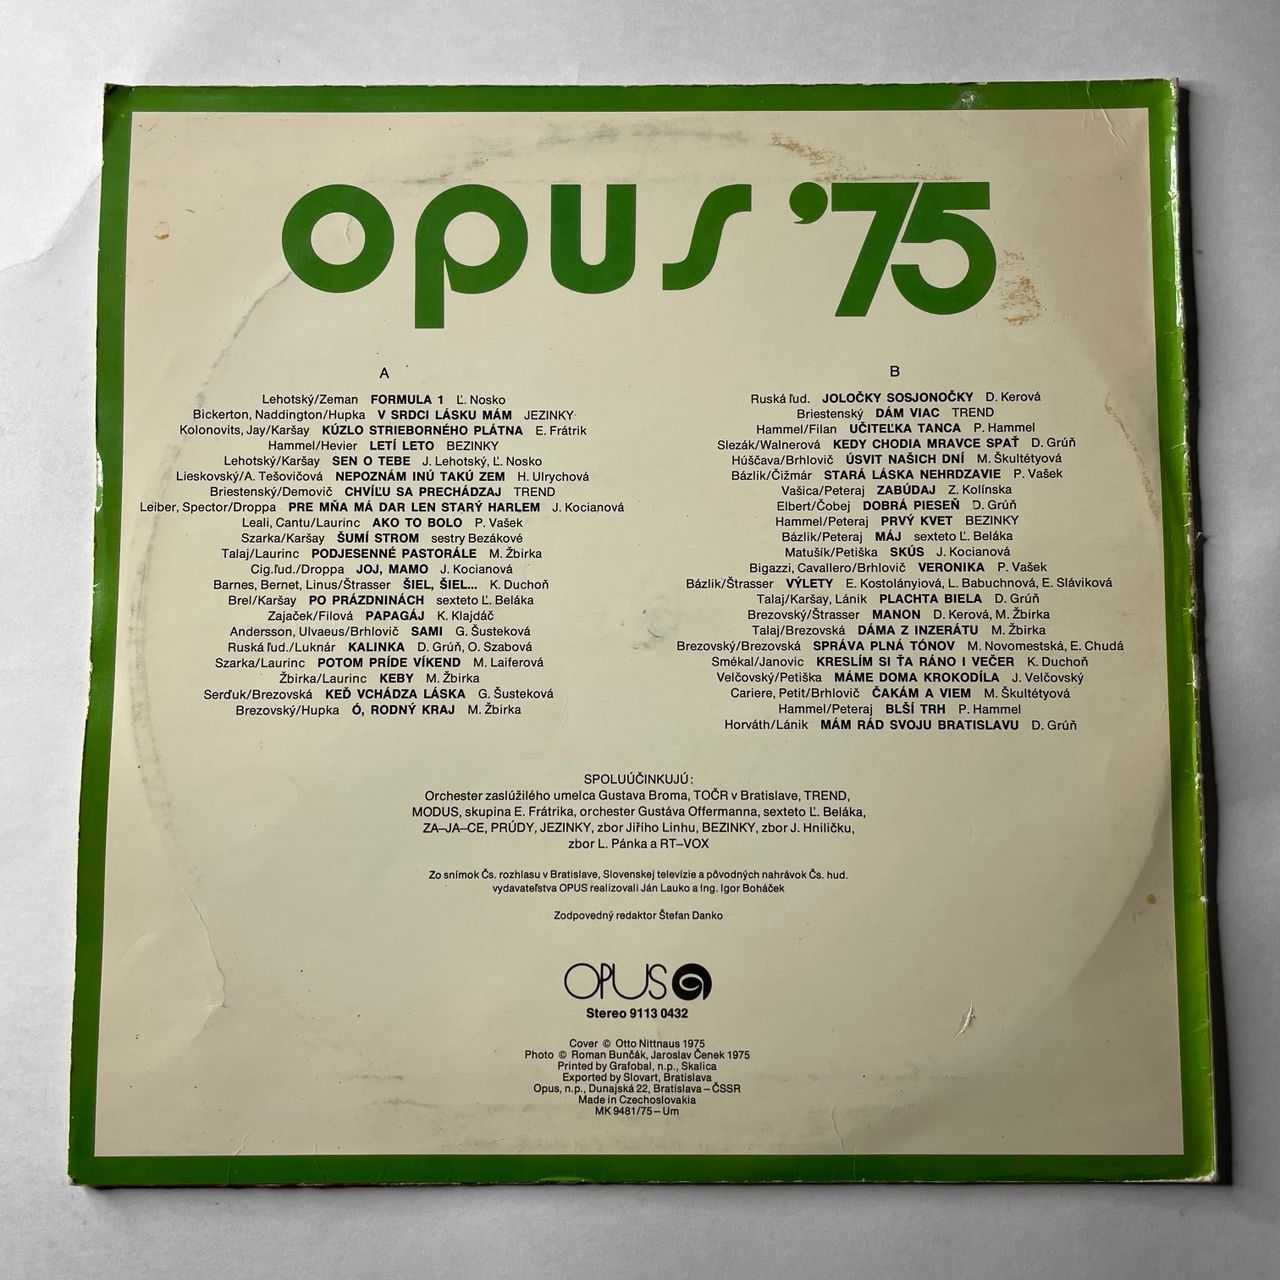 opus '75
A
Lehotský/Zeman FORMULA 1 Ľ. Nosko
Bickerton, Naddington/Hupka V SRDCI LÁSKU MÁM JEZINKY
Kolonovits, Jay/Karšay KÚZLO STRIEBORNÉHO PLÁTNA E. Frátrik
Hammel/Hevier LETÍ LETO BEZINKY
Lehotský/Karšay SEN O TEBE J. Lehotský, Ľ. Nosko
Lieskovský/A. Tešovičová NEPOZNÁM INÚ TAKÚ ZEM H. Ulrychová
Briestenský/Demovič CHVÍĽU SA PRECHÁDZAJ TREND
Leiber, Spector/Droppa PRE MŇA MÁ DAR LEN STARÝ HARLEM J. Kocianová
Leali, Cantu/Laurinc AKO TO BOLO P. Vašek
Szarka/Karšay ŠUMÍ STROM sestry Bezákové
Talaj/Laurinc PODJESENNÉ PASTORÁLE M. Žbirka
Cig.ľud./Droppa JOJ, MAMO J. Kocianová
Barnes, Bernet, Linus/Štrasser ŠIEL, ŠIEL... K. Duchoň
Brel/Karšay PO PRÁZDNINÁCH sexteto Ľ. Beláka
Zajaček/Filová PAPAGÁJ K. Klajdáč
Andersson, Ulvaeus/Brhlovič SAMI G. Šusteková
Ruská ľud./Luknár KALINKA D. Grúň, O. Szabová
Szarka/Laurinc POTOM PRÍDE VÍKEND M. Laiferová
Žbirka/Laurinc KEBY M. Žbirka
Serďuk/Brezovská KEĎ VCHÁDZA LÁSKA G. Šusteková
Brezovský/Hupka Ó, RODNÝ KRAJ M. Žbirka
B
Ruská ľud. JOLOČKY SOSJONOČKY D. Kerová
Briestenský DÁM VIAC TREND
Hammel/Filan UČITEĽKA TANCA P. Hammel
Slezák/Walnerová KEDY CHODIA MRAVCE SPAŤ D. Grúň
Húščava/Brhlovič ÚSVIT NAŠICH DNÍ M. Škultétyová
Bázlik/Čižmár STARÁ LÁSKA NEHRDZAVIE P. Vašek
Vašica/Peteraj ZABÚDAJ Z. Kolínska
Elbert/Čobej DOBRÁ PIESEŇ D. Grúň
Hammel/Peteraj PRVÝ KVET BEZINKY
Bázlik/Peteraj MÁJ sexteto Ľ. Beláka
Matušík/Petiška SKÚS J. Kocianová
Bigazzi, Cavallero/Brhlovič VERONIKA P. Vašek
Bázlik/Štrasser VÝLETY E. Kostolányiová, L. Babuchnová, E. Sláviková
Talaj/Karšay, Lánik PLACHTA BIELA D. Grúň
Brezovský/Štrasser MANON D. Kerová, M. Žbirka
Talaj/Brezovská DÁMA Z INZERÁTU M. Žbirka
Brezovský/Brezovská SPRÁVA PLNÁ TÓNOV M. Novomestská, E. Chudá
Smékal/Janovic KRESLÍM SI ŤA RÁNO I VEČER K. Duchoň
Velčovský/Petiška MÁME DOMA KROKODÍLA J. Velčovský
Cariere, Petit/Brhlovič ČAKÁM A VIEM M. Škultétyová
Hammel/Peteraj BLŠÍ TRH P. Hammel
Horváth/Lánik MÁM RÁD SVOJU BRATISLAVU D. Grúň
SPOLUÚČINKUJÚ:
Orchester zaslúžilého umelca Gustava Broma, TOČR v Bratislave, TREND,
MODUS, skupina E. Frátrika, orchester Gustáva Offermanna, sexteto Ľ. Beláka,
ZA–JA–CE, PRÚDY, JEZINKY, zbor Jiřího Linhu, BEZINKY, zbor J. Hniličku,
zbor L. Pánka a RT–VOX
Zo snímok Čs. rozhlasu v Bratislave, Slovenskej televízie a pôvodných nahrávok Čs. hud.
vydavateľstva OPUS realizovali Ján Lauko a Ing. Igor Boháček
Zodpovedný redaktor Štefan Danko
OPUS
Stereo 9113 0432
Cover © Otto Nittnaus 1975
Photo © Roman Bunčák, Jaroslav Čenek 1975
Printed by Grafobal, n.p., Skalica
Exported by Slovart, Bratislava
Opus, n.p., Dunajská 22, Bratislava – ČSSR
Made in Czechoslovakia
MK 9481/75 – Um